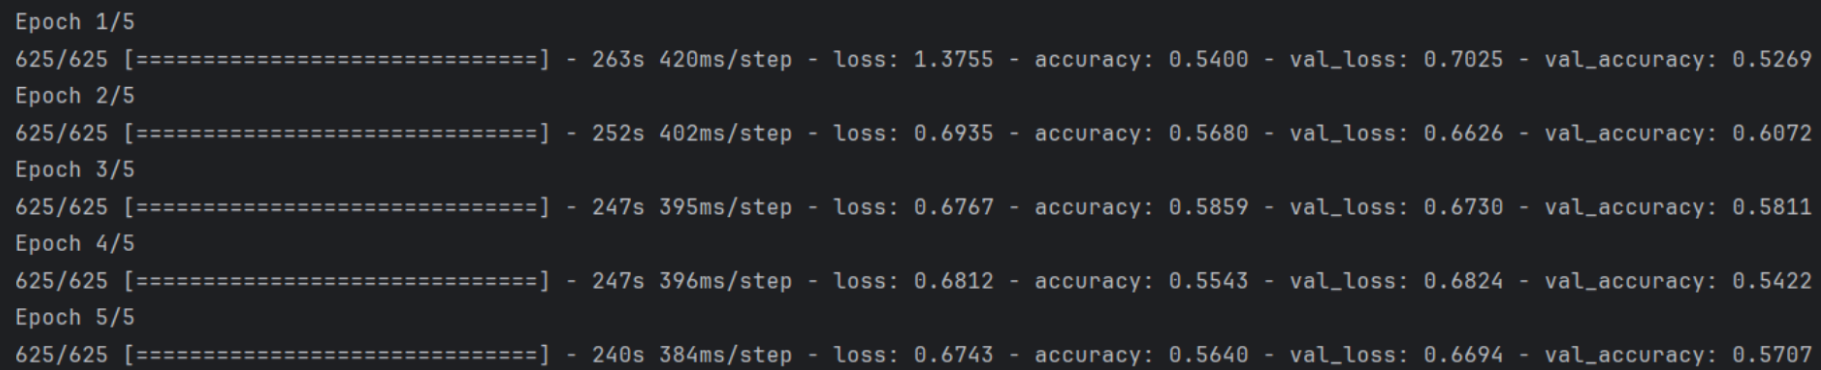 Epoch 1/5
625/625 [==============================] - 263s 420ms/step - loss: 1.3755 - accuracy: 0.5400 - val_loss: 0.7025 - val_accuracy: 0.5269
Epoch 2/5
625/625 [==============================] - 252s 402ms/step - loss: 0.6935 - accuracy: 0.5680 - val_loss: 0.6626 - val_accuracy: 0.6072
Epoch 3/5
625/625 [==============================] - 247s 395ms/step - loss: 0.6767 - accuracy: 0.5859 - val_loss: 0.6730 - val_accuracy: 0.5811
Epoch 4/5
625/625 [==============================] - 247s 396ms/step - loss: 0.6812 - accuracy: 0.5543 - val_loss: 0.6824 - val_accuracy: 0.5422
Epoch 5/5
625/625 [==============================] - 240s 384ms/step - loss: 0.6743 - accuracy: 0.5640 - val_loss: 0.6694 - val_accuracy: 0.5707